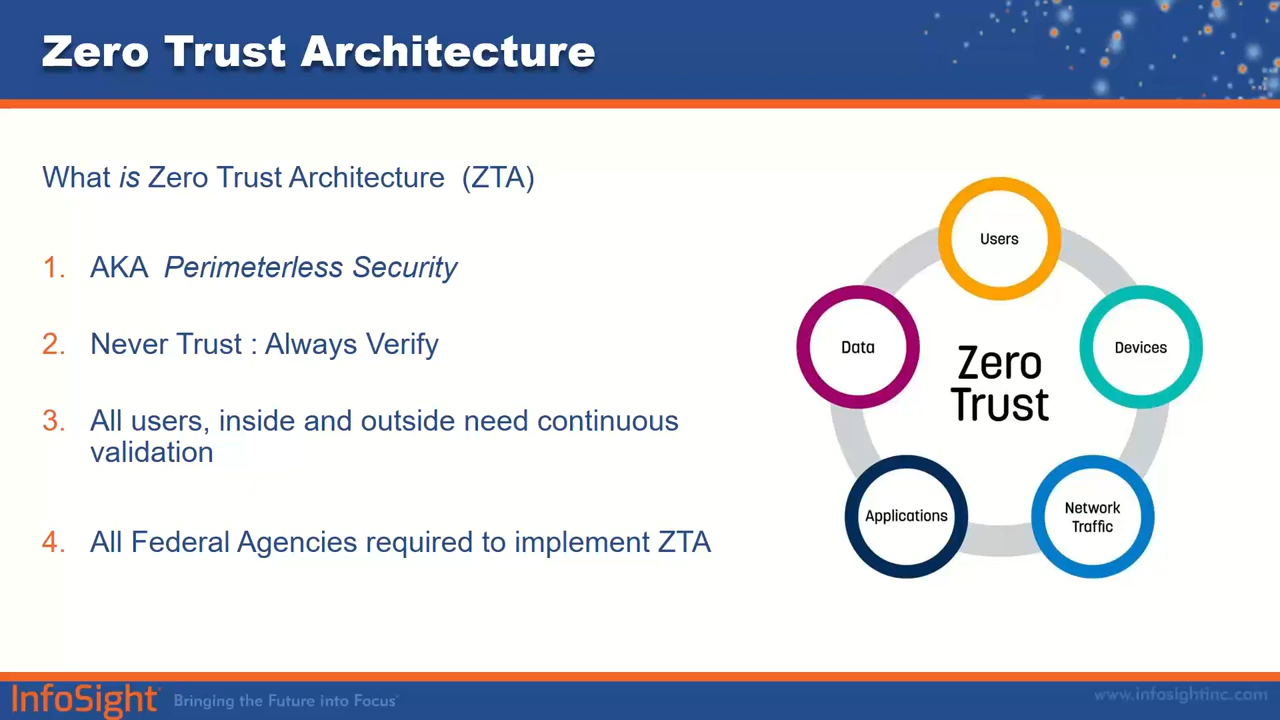 Zero Trust Architecture
What is Zero Trust Architecture (ZTA)
1. AKA Perimeterless Security
2. Never Trust : Always Verify
3. All users, inside and outside need continuous
validation
4. All Federal Agencies required to implement ZTA
Users
Data
Devices
Zero
Trust
Applications
Network
Traffic
InfoSight
Bringing the Future into Focus
www.infosightinc.com